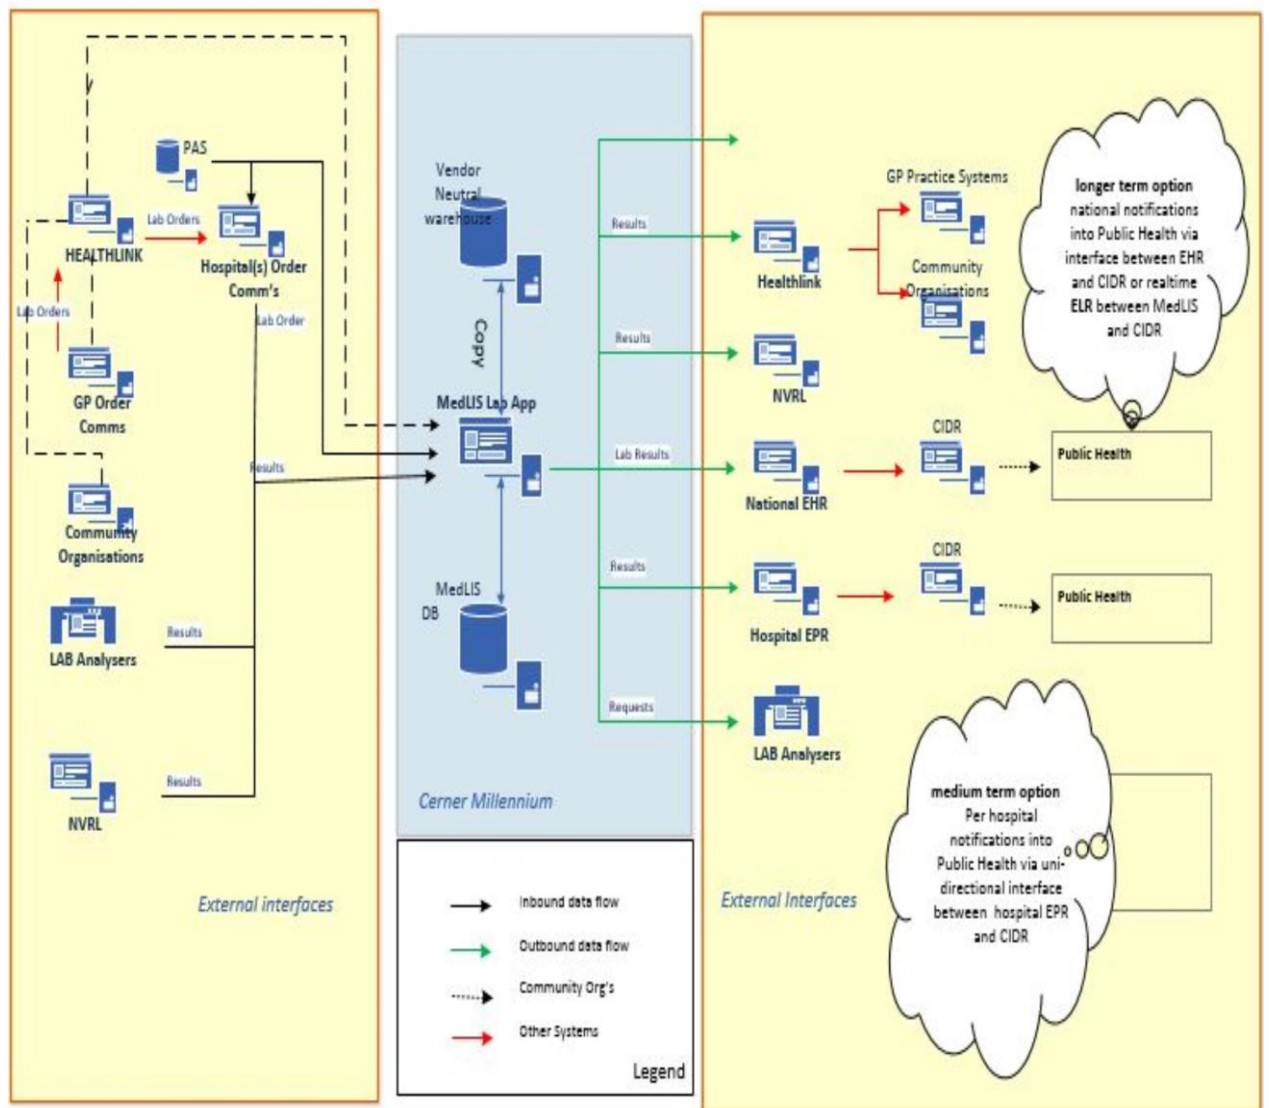 PAS
Lab Orders
HEALTHLINK
Hospital(s) Order
Comm's
Lab Orders
Lab Order
GP Order
Comms
Results
Community
Organisations
Results
LAB Analysers
Results
NVRL
External interfaces
Vendor
Neutral
warehouse
Copy
MedLIS Lab App
MedLIS
DB
Cerner Millennium
Inbound data flow
Outbound data flow
Community Org's
Other Systems
Legend
Results
Results
Lab Results
Results
Requests
GP Practice Systems
Healthlink
Community
Organisations
NVRL
CIDR
National EHR
Public Health
CIDR
Hospital EPR
Public Health
LAB Analysers
External Interfaces
longer term option
national notifications
into Public Health via
interface between EHR
and CIDR or realtime
ELR between MedLIS
and CIDR
medium term option
Per hospital
notifications into
Public Health via uni-
directional interface
between hospital EPR
and CIDR